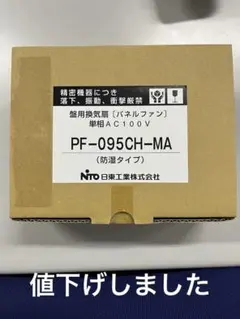 精密機器につき
落下、振動、衝撃厳禁
盤用換気扇〔パネルファン〕
単相AC100V
PF-095CH-MA
(防湿タイプ)
NITO 日東工業株式会社
値下げしました